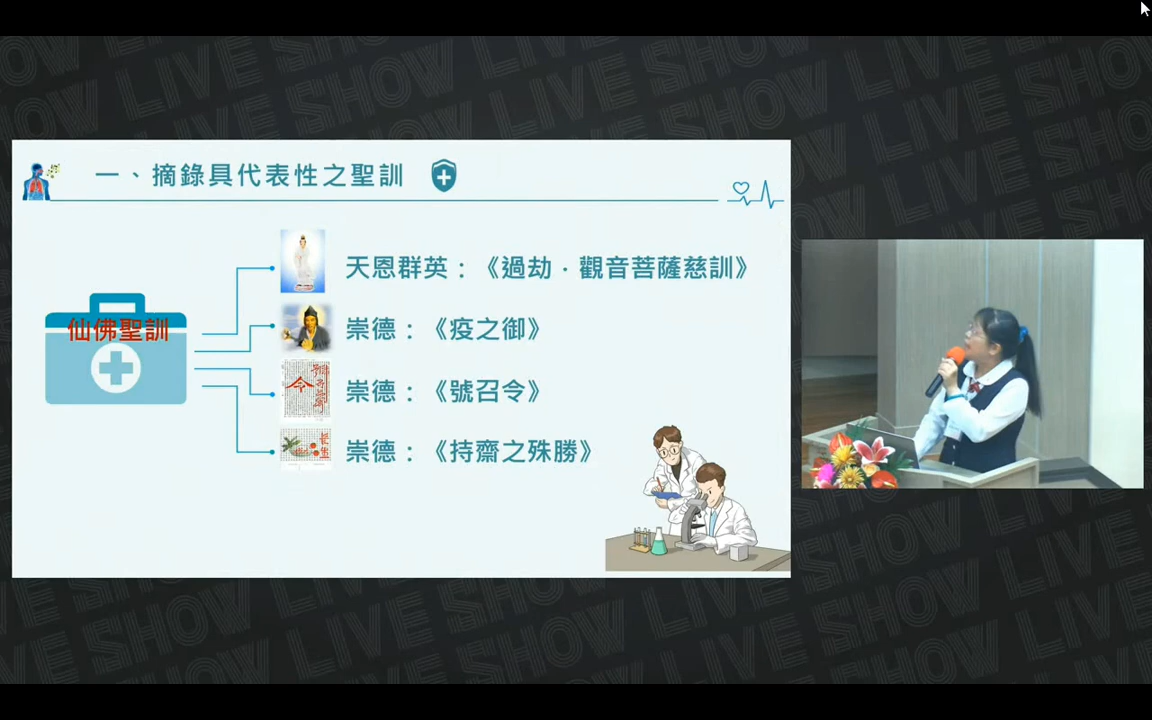 一、摘錄具代表性之聖訓
仙佛聖訓
天恩群英：《過劫．觀音菩薩慈訓》
崇德：《疫之御》
崇德：《號召令》
令
崇德：《持齋之殊勝》
LIVE SHOW